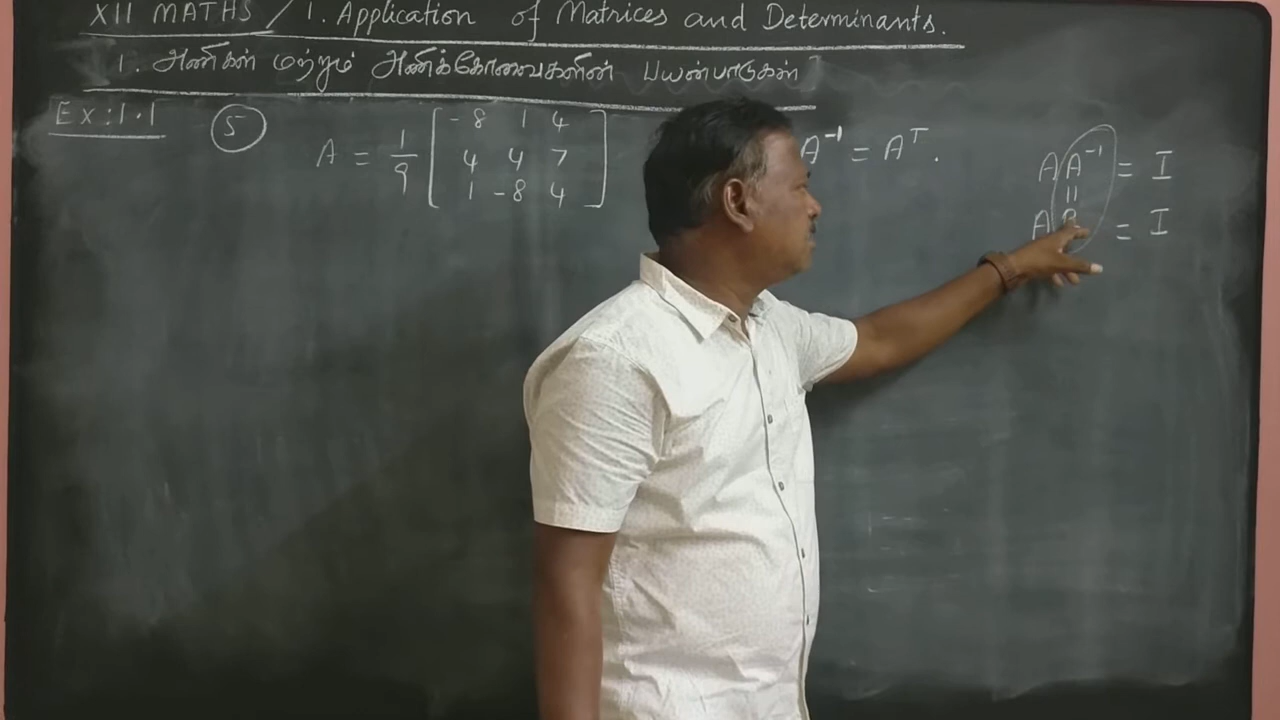 XII MATHS / 1. Application of Matrices and Determinants.
1. அணிகள் மற்றும் அணிக்கோவைகளின் பயன்பாடுகள்
Ex: 1.1 5 A = 1/9 [ -8 1 4
4 4 7
1 -8 4 ] A⁻¹ = Aᵀ.
A A⁻¹ = I
=
A B = I